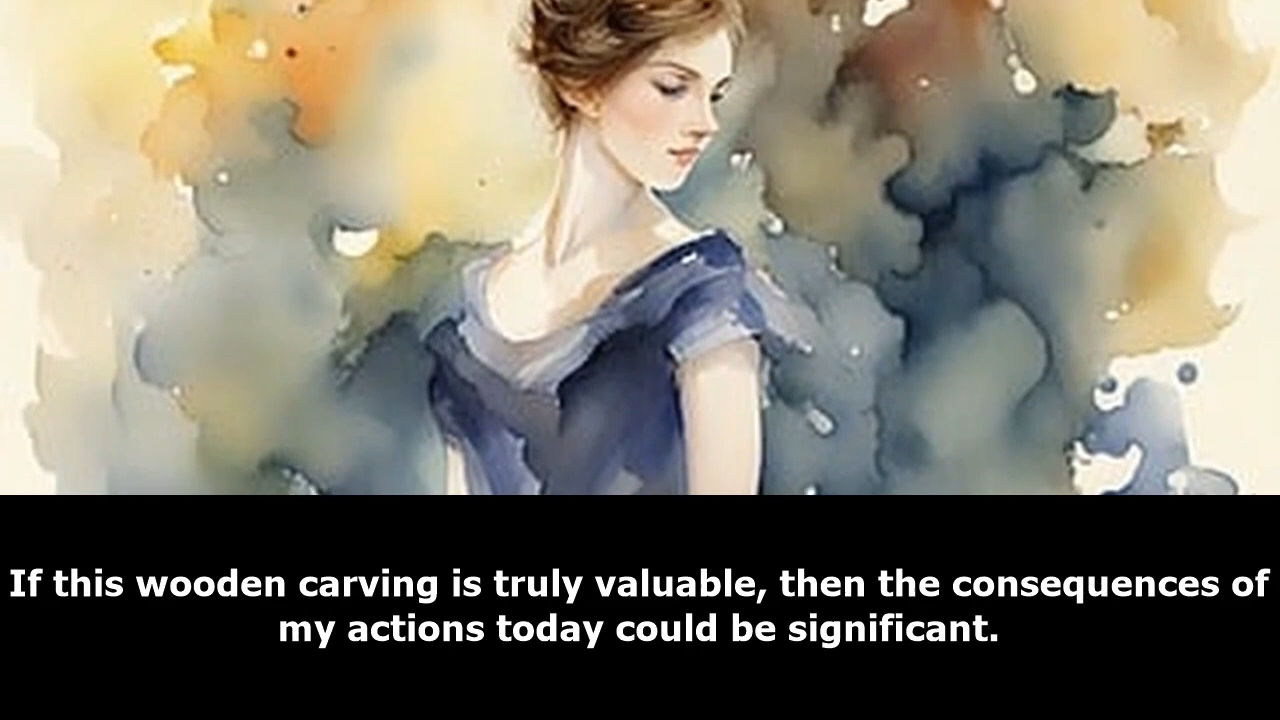 If this wooden carving is truly valuable, then the consequences of
my actions today could be significant.